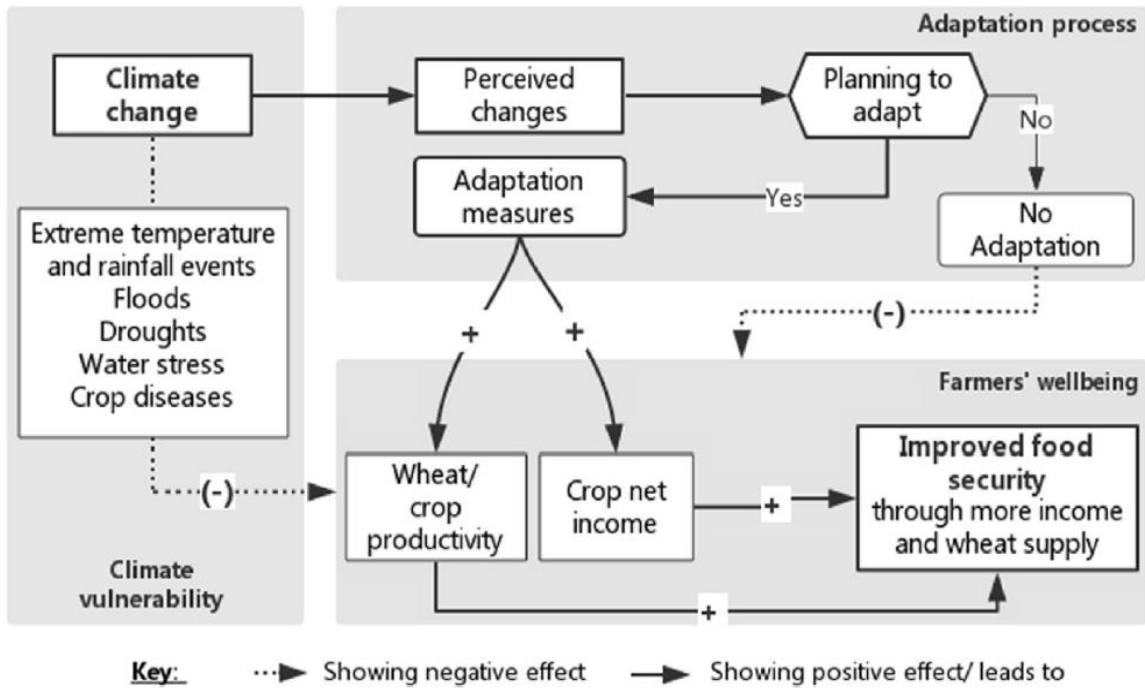 Adaptation process
Climate
change
Perceived
changes
Planning to
adapt
No
Adaptation
measures
Yes
No
Adaptation
Extreme temperature
and rainfall events
Floods
Droughts
Water stress
Crop diseases
(-)
+
+
(-)
Farmers' wellbeing
Wheat/
crop
productivity
Crop net
income
+
Improved food
security
through more income
and wheat supply
+
Climate
vulnerability
Key: Showing negative effect Showing positive effect/ leads to